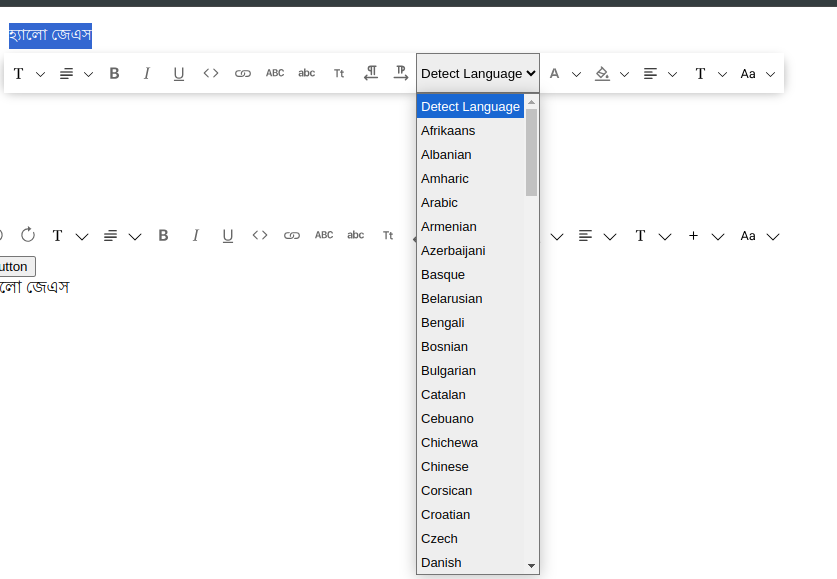 হ্যালো জেএস
T B I U <> ABC abc Tt Detect Language A T Aa
Detect Language
Afrikaans
Albanian
Amharic
Arabic
Armenian
T B I U <> ABC abc Tt T + Aa
Azerbaijani
utton
Basque
লো জেএস
Belarusian
Bengali
Bosnian
Bulgarian
Catalan
Cebuano
Chichewa
Chinese
Corsican
Croatian
Czech
Danish